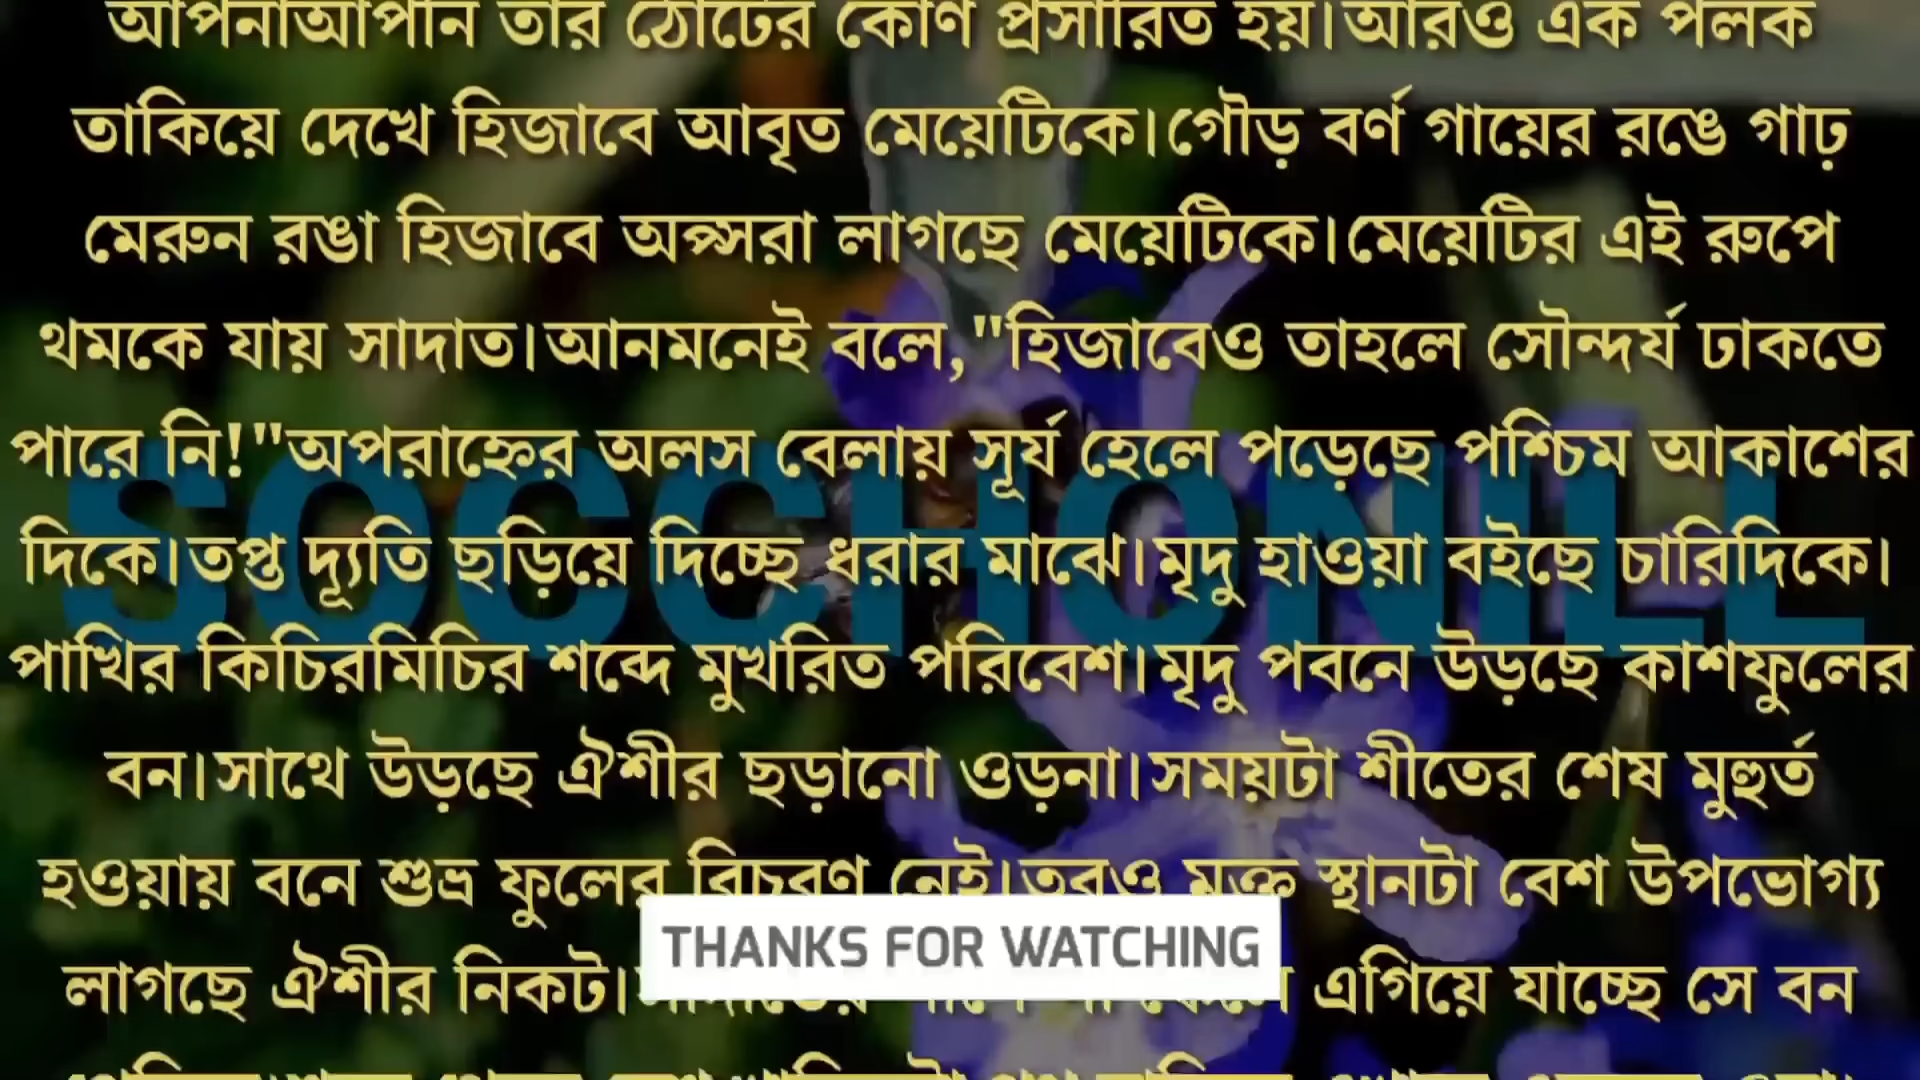 আপনাআপনি তার ঠোটের কোণ প্রসারিত হয়।আরও এক পলক
তাকিয়ে দেখে হিজাবে আবৃত মেয়েটিকে।গৌড় বর্ণ গায়ের রঙে গাঢ়
মেরুন রঙা হিজাবে অপ্সরা লাগছে মেয়েটিকে।মেয়েটির এই রুপে
থমকে যায় সাদাত।আনমনেই বলে,"হিজাবেও তাহলে সৌন্দর্য ঢাকতে
পারে নি!"অপরাহ্নের অলস বেলায় সূর্য হেলে পড়েছে পশ্চিম আকাশের
SOCCHONILL
দিকে।তপ্ত দ্যূতি ছড়িয়ে দিচ্ছে ধরার মাঝে।মৃদু হাওয়া বইছে চারিদিকে।
পাখির কিচিরমিচির শব্দে মুখরিত পরিবেশ।মৃদু পবনে উড়ছে কাশফুলের
বন।সাথে উড়ছে ঐশীর ছড়ানো ওড়না।সময়টা শীতের শেষ মুহুর্ত
হওয়ায় বনে শুভ্র ফুলের বিচরণ নেই।তবও মক্ত স্থানটা বেশ উপভোগ্য
THANKS FOR WATCHING
লাগছে ঐশীর নিকট। এগিয়ে যাচ্ছে সে বন